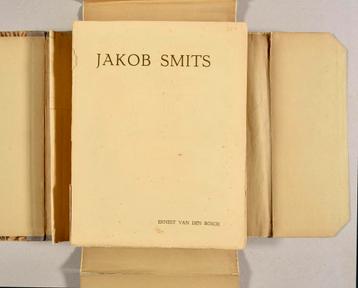 JAKOB SMITS
ERNEST VAN DEN BOSCH